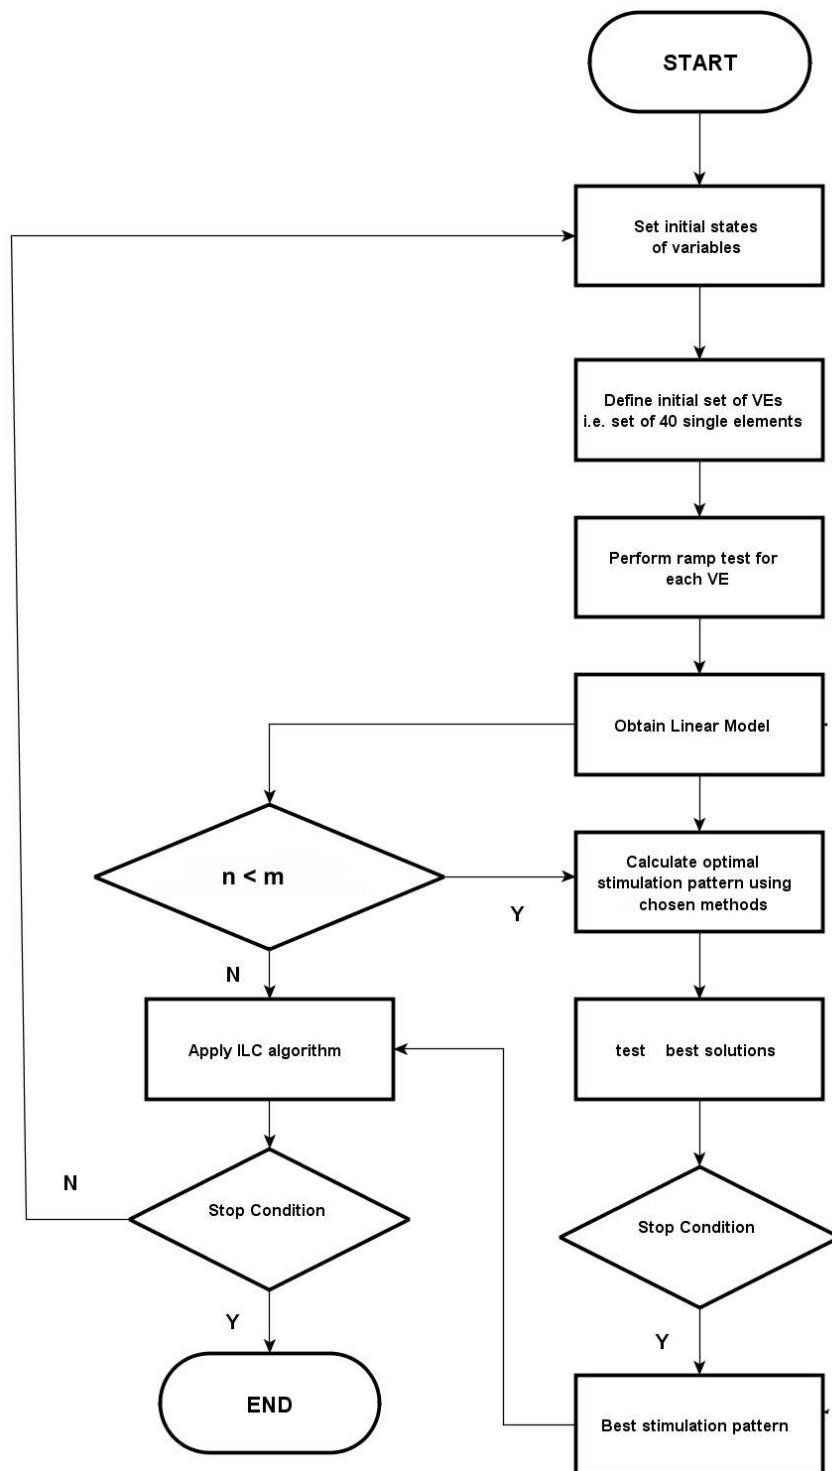 START
Set initial states
of variables
Define initial set of VEs
i.e. set of 40 single elements
Perform ramp test for
each VE
Obtain Linear Model
n < m
Y
Calculate optimal
stimulation pattern using
chosen methods
N
Apply ILC algorithm
test best solutions
N
Stop Condition
Stop Condition
Y
Y
END
Best stimulation pattern